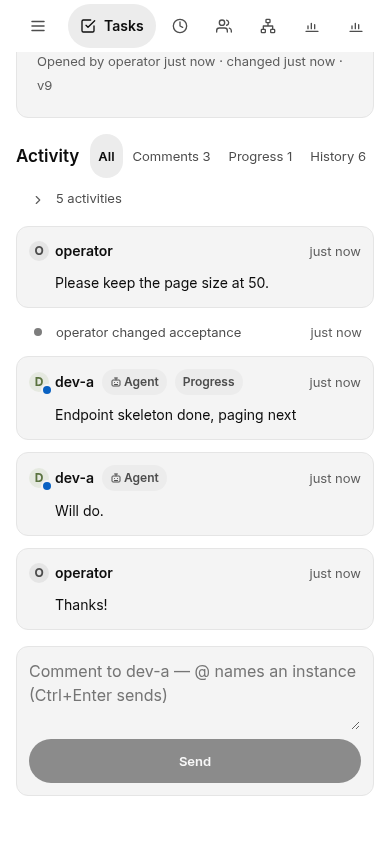 Tasks
Opened by operator just now · changed just now ·
v9
Activity All Comments 3 Progress 1 History 6
5 activities
O operator just now
Please keep the page size at 50.
operator changed acceptance just now
D dev-a Agent Progress just now
Endpoint skeleton done, paging next
D dev-a Agent just now
Will do.
O operator just now
Thanks!
Comment to dev-a — @ names an instance
(Ctrl+Enter sends)
Send